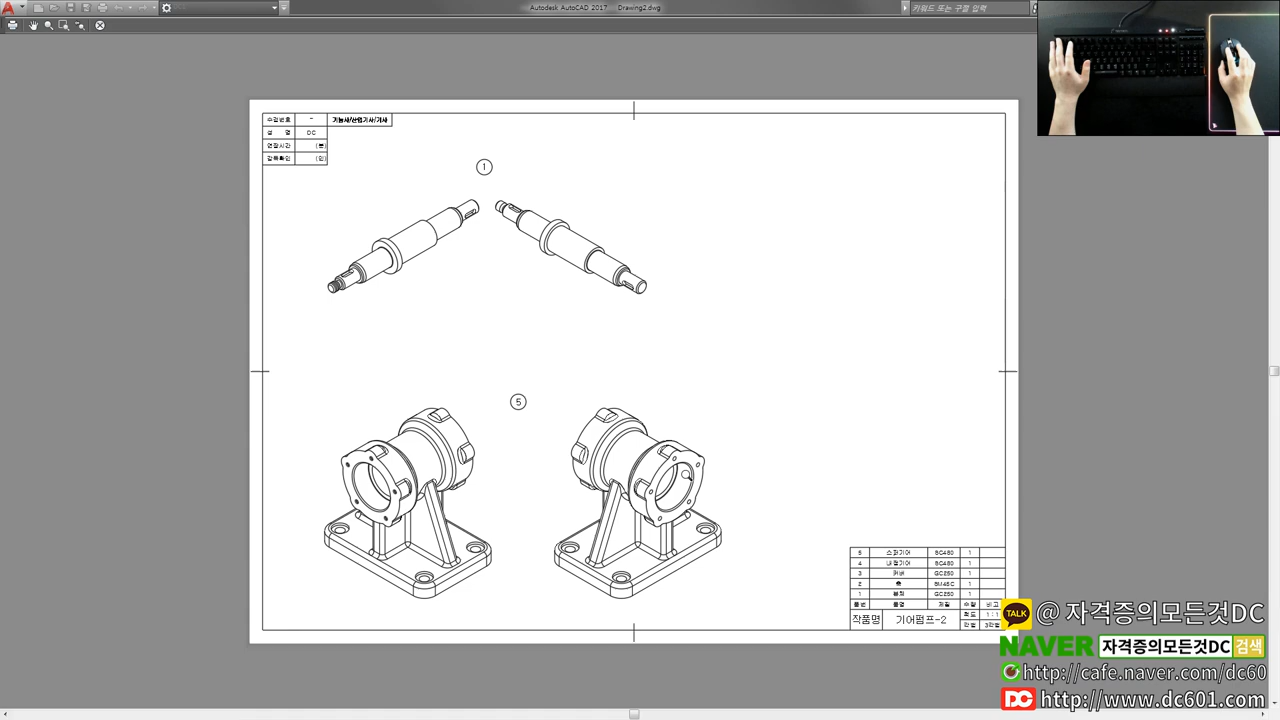 Autodesk AutoCAD 2017 Drawing2.dwg
키워드 또는 구절 입력
수검번호 - 기능사/산업기사/기사
성 명 DC
연장시간 (분)
감독확인 (인)
1
5
5 스퍼기어 SC480 1
4 내접기어 SC480 1
3 커버 GC250 1
2 축 SM45C 1
1 본체 GC250 1
품번 품명 재질 수량 비고
작품명 기어펌프-2 척도 1:1
각법 3각법
TALK @ 자격증의모든것DC
NAVER 자격증의모든것DC 검색
http://cafe.naver.com/dc60
DC http://www.dc601.com